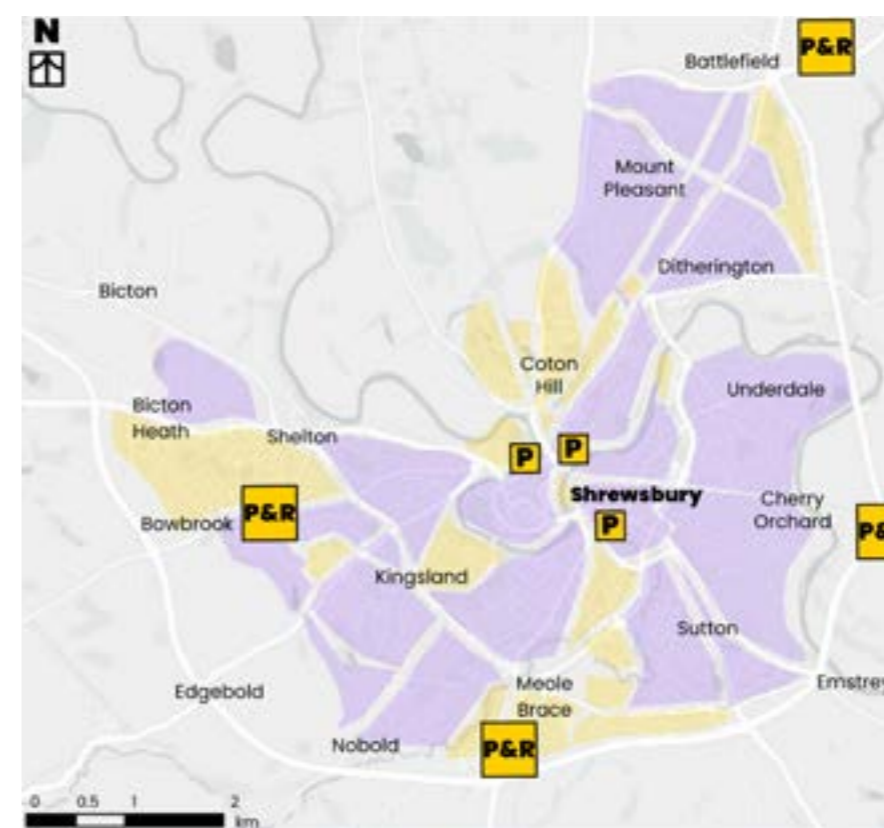 N
P&R
Battlefield
Mount
Pleasant
Ditherington
Bicton
Coton
Hill
Underdale
Bicton
Heath
Shelton
P
P
Shrewsbury
P&R
Bowbrook
P
Cherry
Orchard
P&
Kingsland
Sutton
Edgebold
Meole
Brace
Emstrey
Nobold
P&R
0 0.5 1 2
km